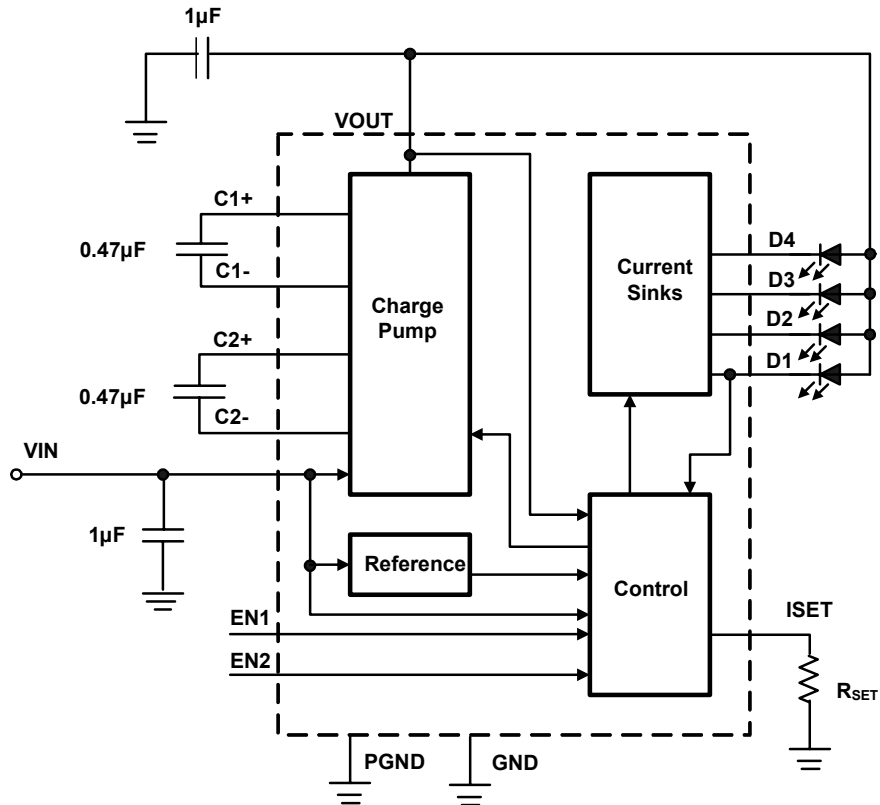 1µF
VOUT
C1+
0.47µF
C1-
C2+
0.47µF
C2-
VIN
1µF
Charge
Pump
Current
Sinks
D4
D3
D2
D1
Reference
Control
EN1
EN2
ISET
RSET
PGND
GND